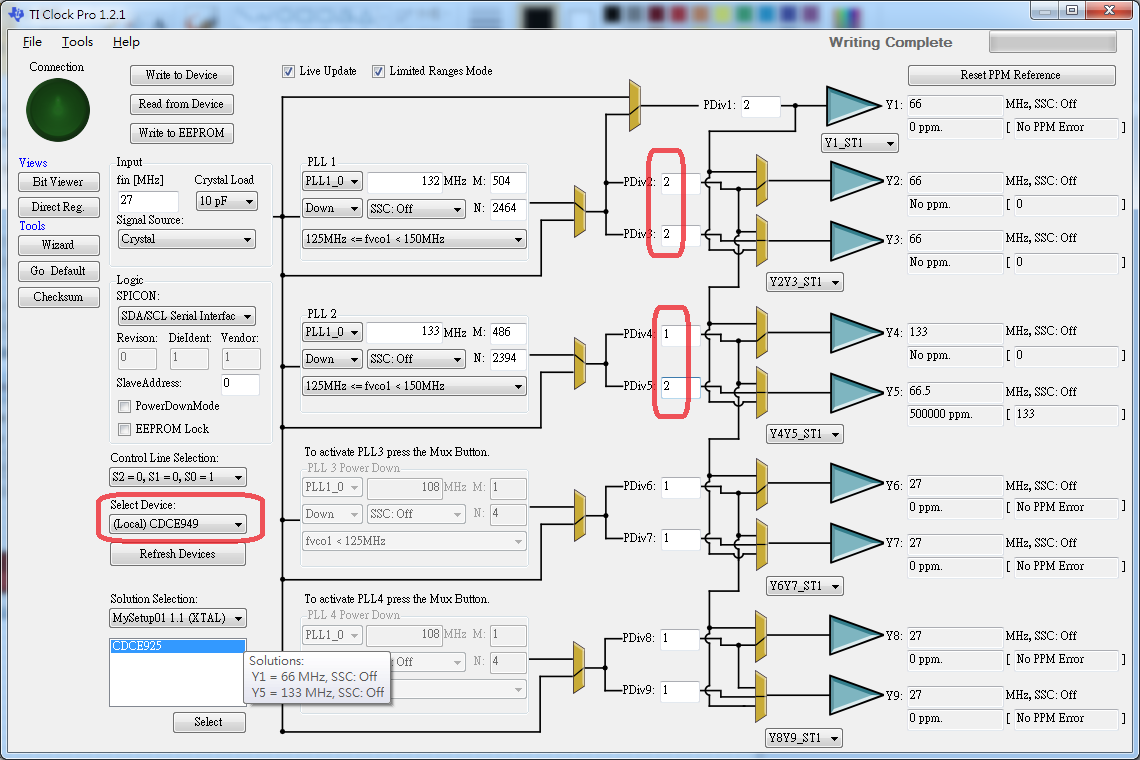 TI Clock Pro 1.2.1
File Tools Help
Writing Complete
Connection
Write to Device
Read from Device
Write to EEPROM
Live Update
Limited Ranges Mode
Reset PPM Reference
Views
Bit Viewer
Direct Reg.
Tools
Wizard
Go Default
Checksum
Input
fin [MHz] Crystal Load
27 10 pF
Signal Source:
Crystal
Logic
SPICON:
SDA/SCL Serial Interfac
Revison: DieIdent: Vendor:
0 1 1
SlaveAddress: 0
PowerDownMode
EEPROM Lock
Control Line Selection:
S2 = 0, S1 = 0, S0 = 1
Select Device:
(Local) CDCE949
Refresh Devices
Solution Selection:
MySetup01 1.1 (XTAL)
CDCE925
Select
Solutions:
Y1 = 66 MHz, SSC: Off
Y5 = 133 MHz, SSC: Off
PLL 1
PLL1_0 132 MHz M: 504
Down SSC: Off N: 2464
125MHz <= fvco1 < 150MHz
PLL 2
PLL1_0 133 MHz M: 486
Down SSC: Off N: 2394
125MHz <= fvco1 < 150MHz
To activate PLL3 press the Mux Button.
PLL 3 Power Down
PLL1_0 108 MHz M: 1
Down SSC: Off N: 4
fvco1 < 125MHz
To activate PLL4 press the Mux Button.
PLL 4 Power Down
PLL1_0 108 MHz M: 1
Off N: 4
PDiv1: 2
PDiv2: 2
PDiv3: 2
PDiv4: 1
PDiv5: 2
PDiv6: 1
PDiv7: 1
PDiv8: 1
PDiv9: 1
Y1_ST1
Y2Y3_ST1
Y4Y5_ST1
Y6Y7_ST1
Y8Y9_ST1
Y1: 66 MHz, SSC: Off
0 ppm. [ No PPM Error ]
Y2: 66 MHz, SSC: Off
No ppm. [ 0 ]
Y3: 66 MHz, SSC: Off
No ppm. [ 0 ]
Y4: 133 MHz, SSC: Off
No ppm. [ 0 ]
Y5: 66.5 MHz, SSC: Off
500000 ppm. [ 133 ]
Y6: 27 MHz, SSC: Off
0 ppm. [ No PPM Error ]
Y7: 27 MHz, SSC: Off
0 ppm. [ No PPM Error ]
Y8: 27 MHz, SSC: Off
0 ppm. [ No PPM Error ]
Y9: 27 MHz, SSC: Off
0 ppm. [ No PPM Error ]